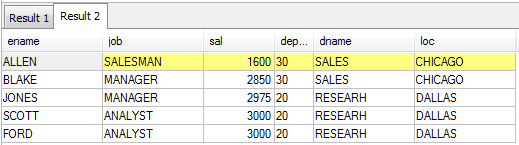 Result 1 Result 2
ename job sal dep... dname loc
ALLEN SALESMAN 1600 30 SALES CHICAGO
BLAKE MANAGER 2850 30 SALES CHICAGO
JONES MANAGER 2975 20 RESEARH DALLAS
SCOTT ANALYST 3000 20 RESEARH DALLAS
FORD ANALYST 3000 20 RESEARH DALLAS